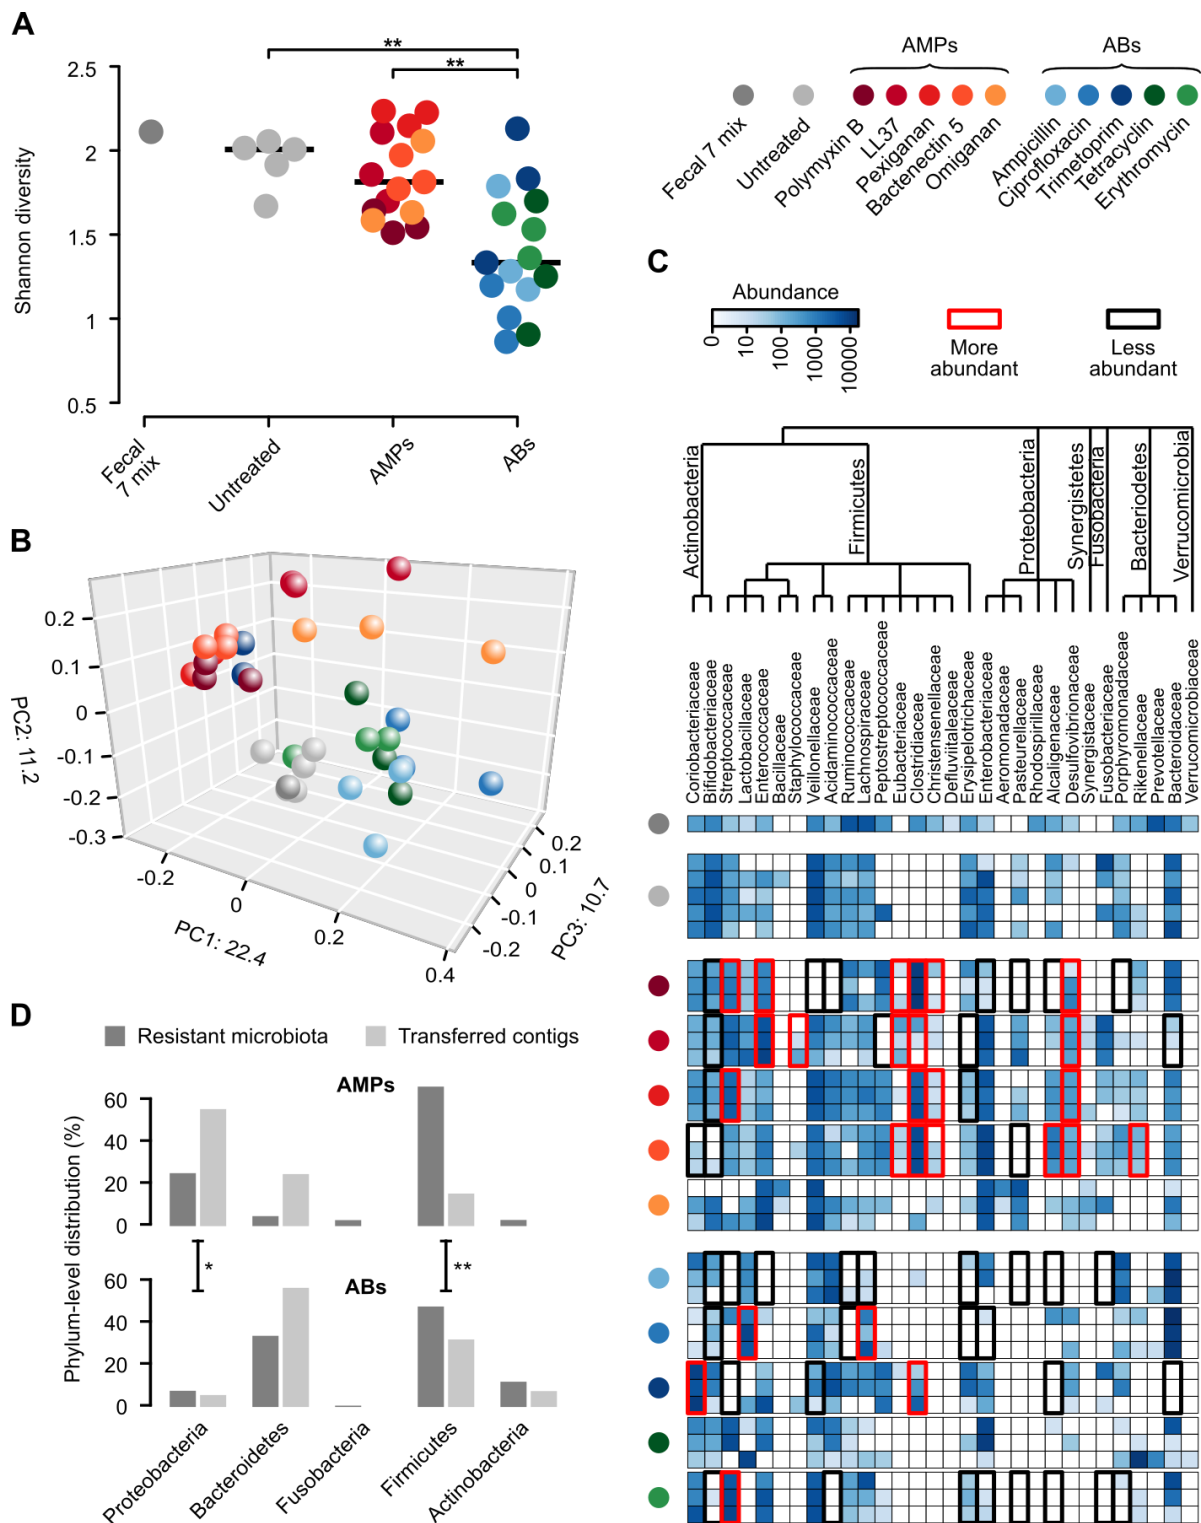 A
**
**
2.5
2
1.5
1
0.5
Shannon diversity
Fecal
7 mix
Untreated
AMPs
ABs
AMPs
ABs
Fecal 7 mix
Untreated
Polymyxin B
LL37
Pexiganan
Bactenectin 5
Omiganan
Ampicillin
Ciprofloxacin
Trimetoprim
Tetracyclin
Erythromycin
B
0.2
0.1
0
-0.1
-0.2
-0.3
PC2: 11.2
-0.2
0
0.2
0.4
PC1: 22.4
0.2
0.1
0
-0.1
-0.2
PC3: 10.7
C
Abundance
0
10
100
1000
10000
More
abundant
Less
abundant
Actinobacteria
Firmicutes
Proteobacteria
Synergistetes
Fusobacteria
Bacteriodetes
Verrucomicrobia
Coriobacteriaceae
Bifidobacteriaceae
Streptococcaceae
Lactobacillaceae
Enterococcaceae
Bacillaceae
Staphylococcaceae
Veillonellaceae
Acidaminococcaceae
Ruminococcaceae
Lachnospiraceae
Peptostreptococcaceae
Eubacteriaceae
Clostridiaceae
Christensenellaceae
Defluviitaleaceae
Erysipelotrichaceae
Enterobacteriaceae
Aeromonadaceae
Pasteurellaceae
Rhodospirillaceae
Alcaligenaceae
Desulfovibrionaceae
Synergistaceae
Fusobacteriaceae
Porphyromonadaceae
Rikenellaceae
Prevotellaceae
Bacteroidaceae
Verrucomicrobiaceae
D
Resistant microbiota
Transferred contigs
AMPs
60
40
20
0
*
**
ABs
60
40
20
0
Phylum-level distribution (%)
Proteobacteria
Bacteroidetes
Fusobacteria
Firmicutes
Actinobacteria